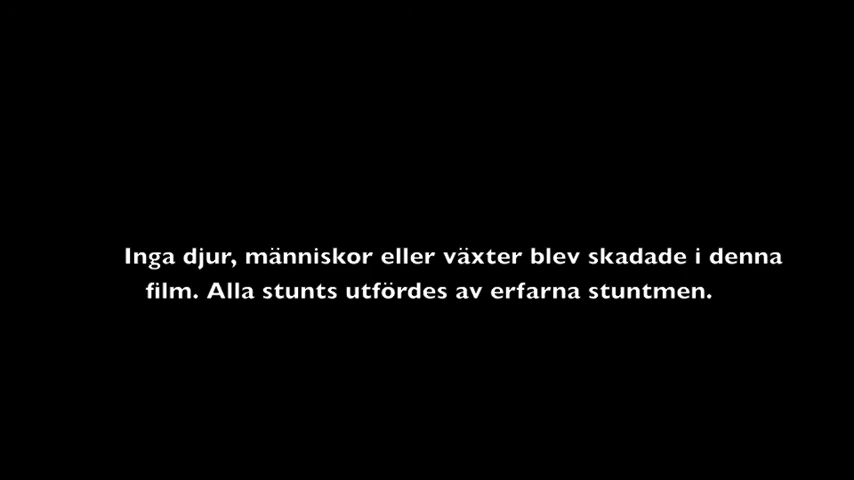 Inga djur, människor eller växter blev skadade i denna
film. Alla stunts utfördes av erfarna stuntmen.